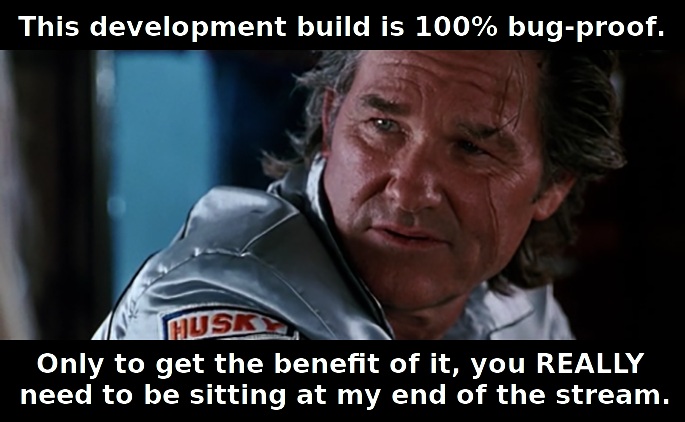 This development build is 100% bug-proof.
HUSKY
Only to get the benefit of it, you REALLY
need to be sitting at my end of the stream.